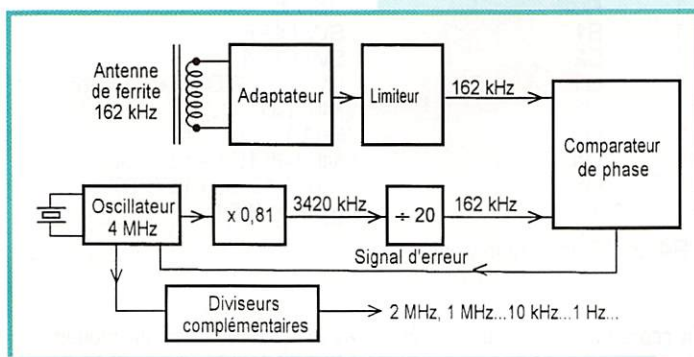 Antenne
de ferrite
162 kHz
Adaptateur
Limiteur
162 kHz
Comparateur
de phase
Oscillateur
4 MHz
x 0,81
3420 kHz
÷ 20
162 kHz
Signal d'erreur
Diviseurs
complémentaires
2 MHz, 1 MHz...10 kHz...1 Hz...